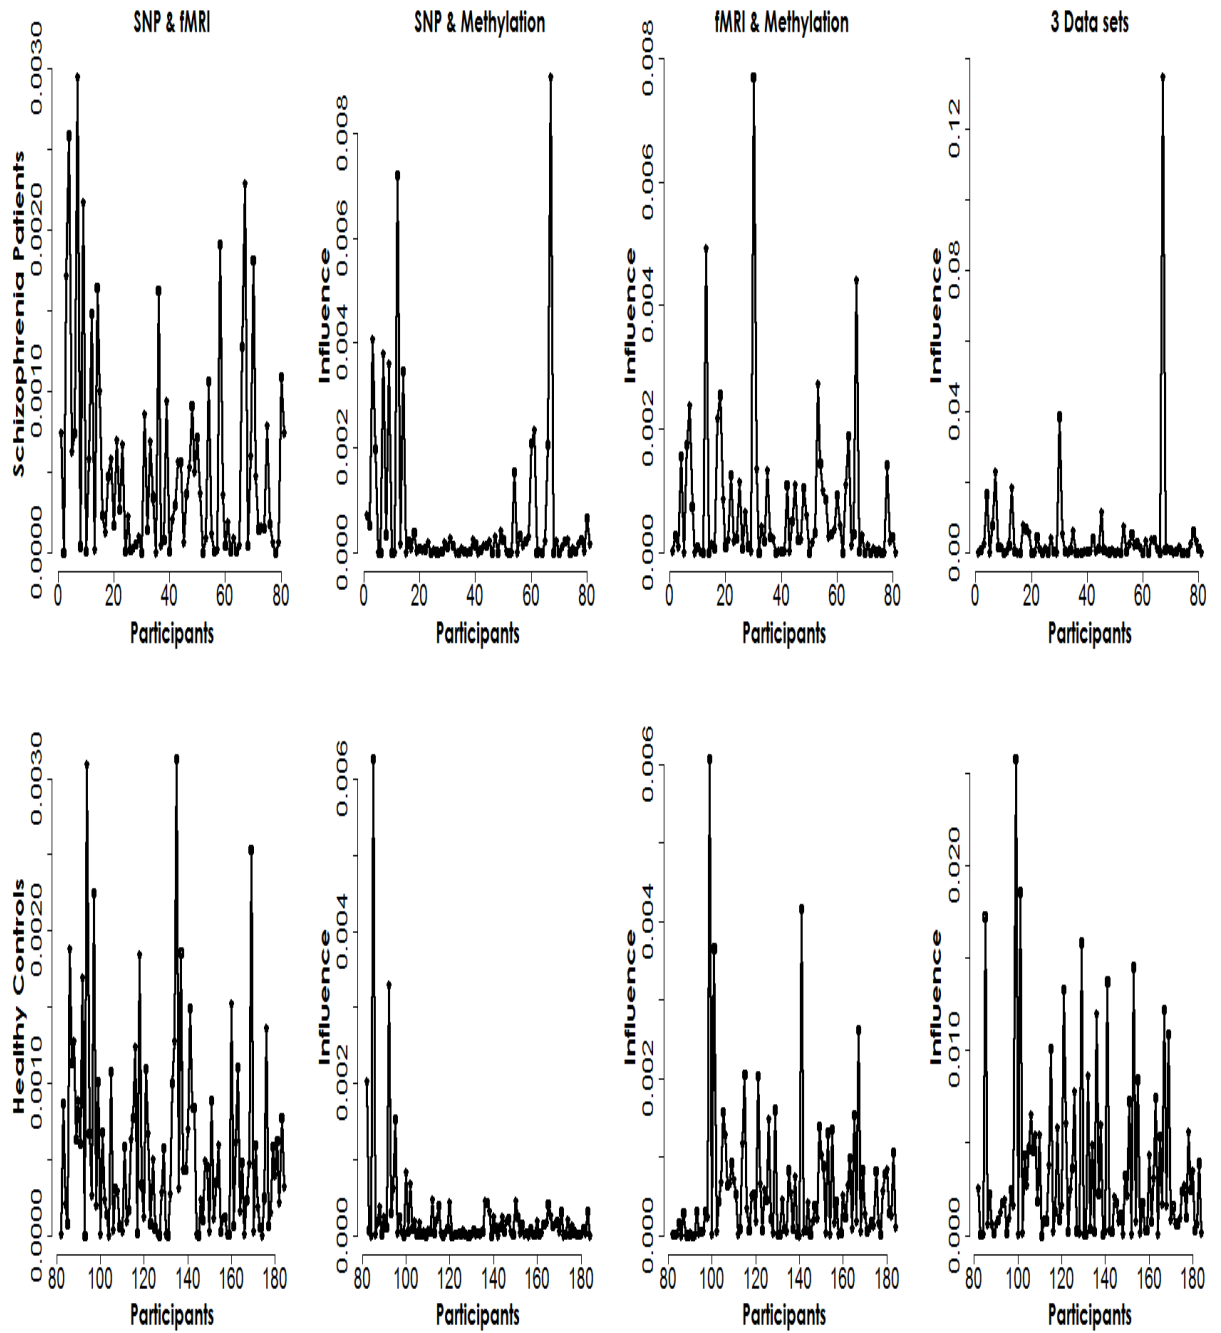 SNP & fMRI
SNP & Methylation
fMRI & Methylation
3 Data sets
Schizophrenia Patients
0.0000 0.0010 0.0020 0.0030
0 20 40 60 80
Participants
Influence
0.000 0.002 0.004 0.006 0.008
0 20 40 60 80
Participants
Influence
0.000 0.002 0.004 0.006 0.008
0 20 40 60 80
Participants
Influence
0.00 0.04 0.08 0.12
0 20 40 60 80
Participants
Healthy Controls
0.0000 0.0010 0.0020 0.0030
80 100 120 140 160 180
Participants
Influence
0.000 0.002 0.004 0.006
80 100 120 140 160 180
Participants
Influence
0.000 0.002 0.004 0.006
80 100 120 140 160 180
Participants
Influence
0.000 0.010 0.020
80 100 120 140 160 180
Participants